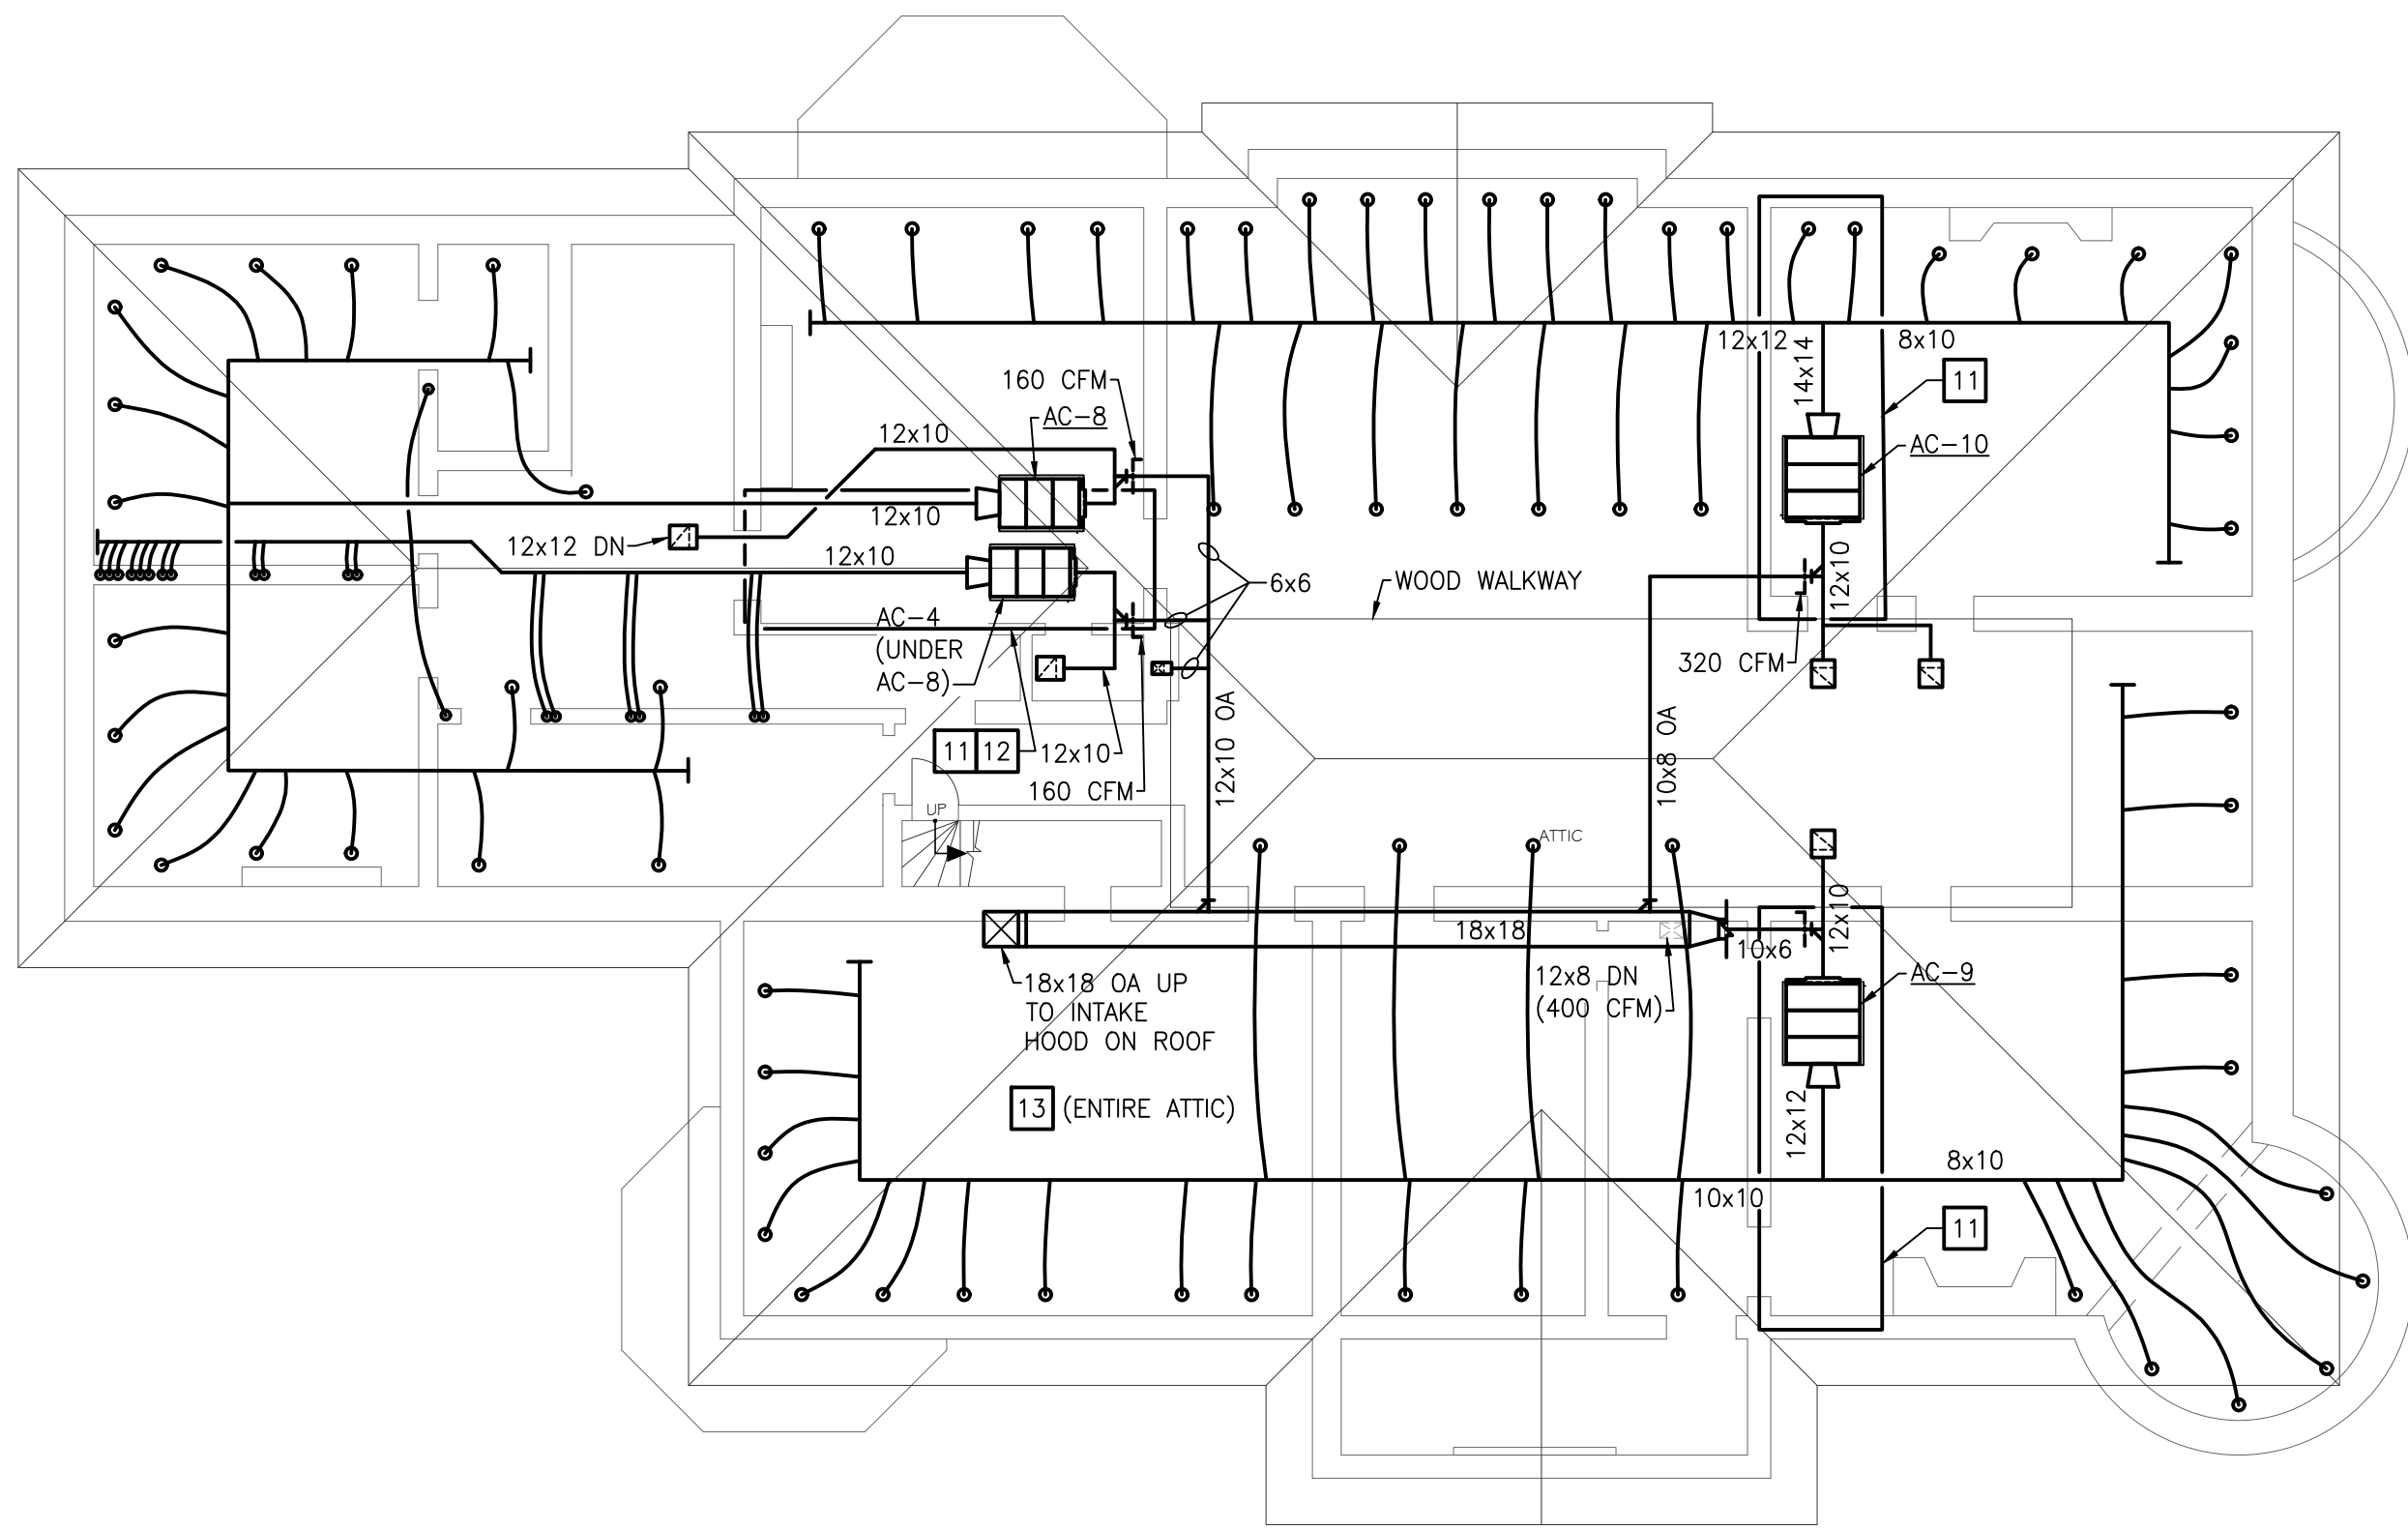 12x12
8x10
14x14
11
160 CFM
AC-8
12x10
AC-10
12x10
12x12 DN
12x10
12x10
6x6
WOOD WALKWAY
AC-4
(UNDER
AC-8)
320 CFM
11 12
12x10
160 CFM
12x10 OA
10x8 OA
UP
ATTIC
12x10
18x18
10x6
18x18 OA UP
TO INTAKE
HOOD ON ROOF
12x8 DN
(400 CFM)
AC-9
13 (ENTIRE ATTIC)
12x12
8x10
10x10
11